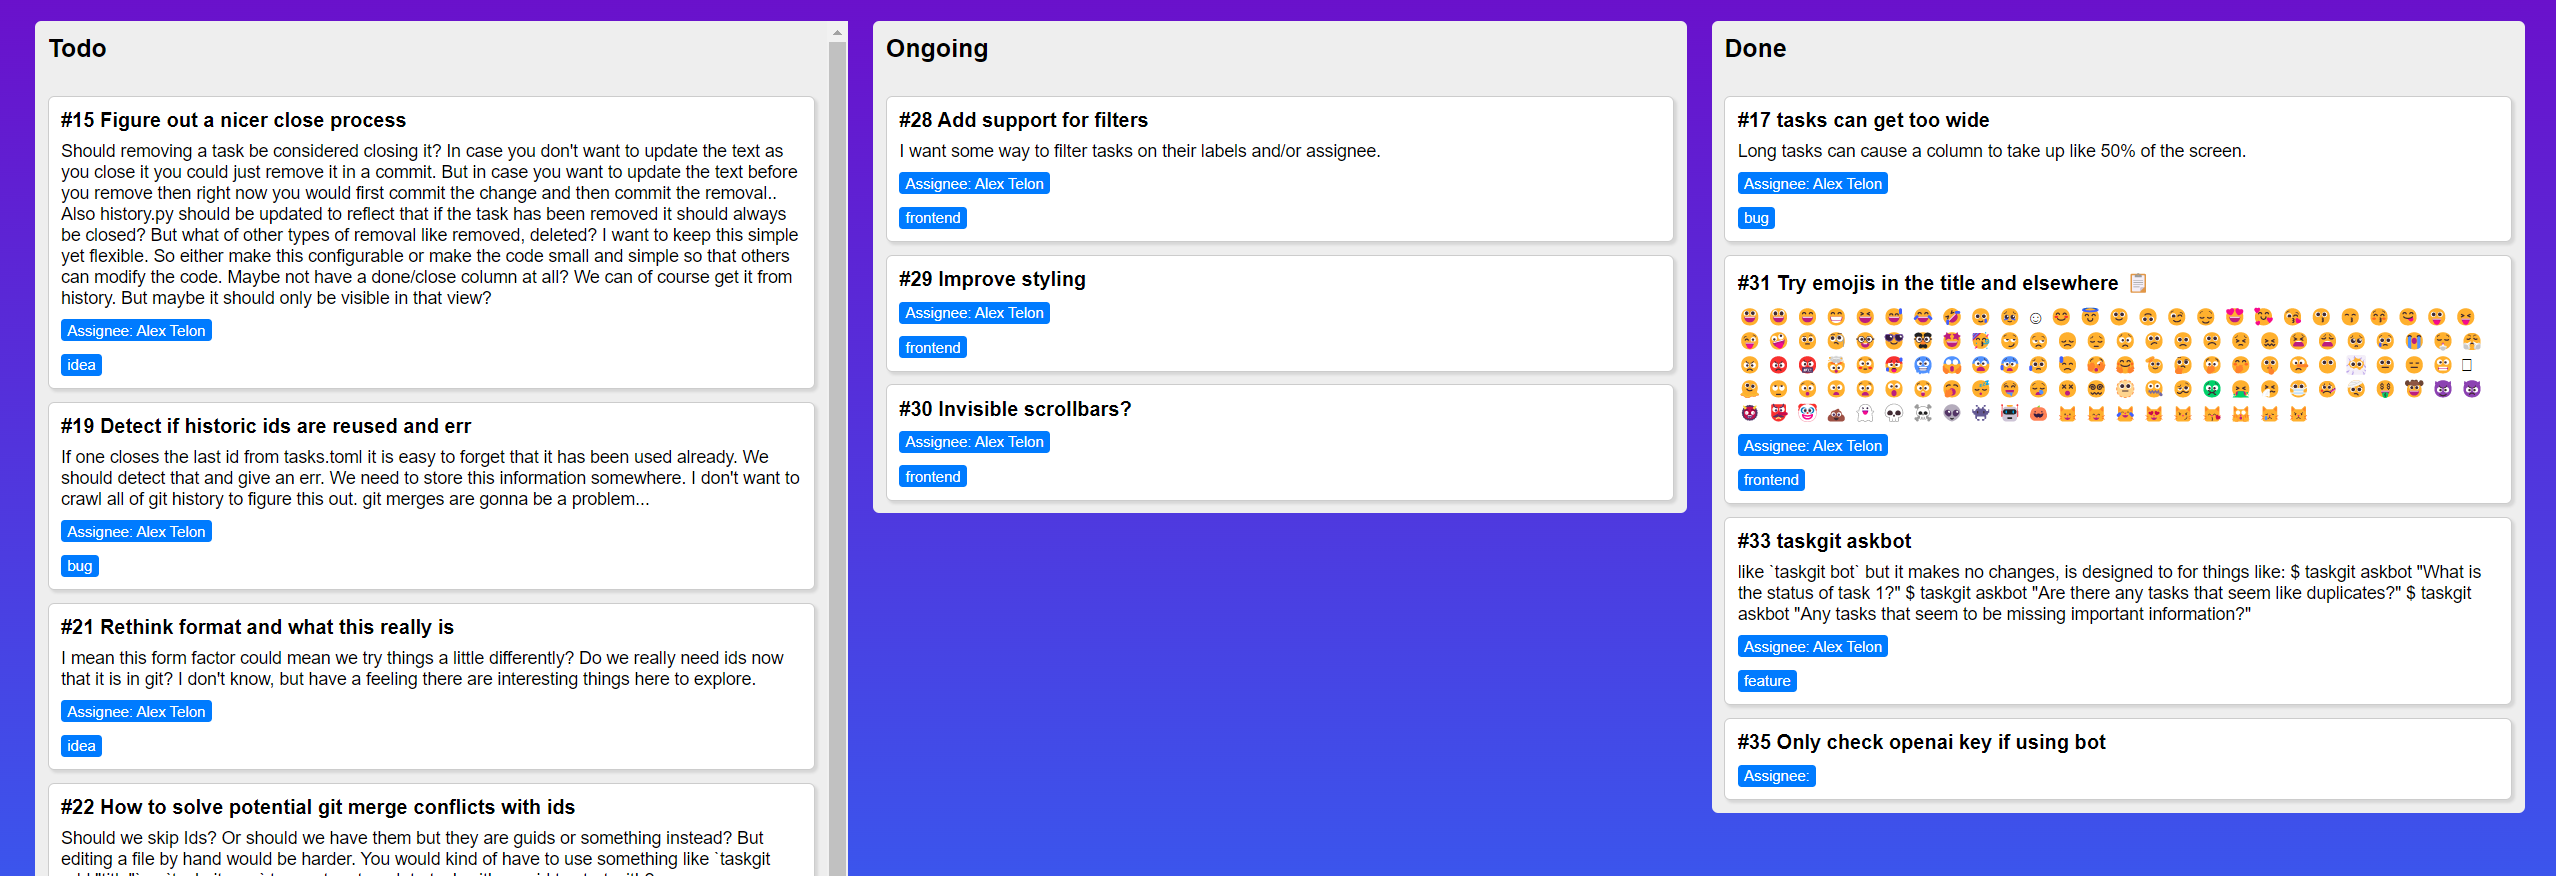 Todo
#15 Figure out a nicer close process
Should removing a task be considered closing it? In case you don't want to update the text as
you close it you could just remove it in a commit. But in case you want to update the text before
you remove then right now you would first commit the change and then commit the removal..
Also history.py should be updated to reflect that if the task has been removed it should always
be closed? But what of other types of removal like removed, deleted? I want to keep this simple
yet flexible. So either make this configurable or make the code small and simple so that others
can modify the code. Maybe not have a done/close column at all? We can of course get it from
history. But maybe it should only be visible in that view?
Assignee: Alex Telon
idea
#19 Detect if historic ids are reused and err
If one closes the last id from tasks.toml it is easy to forget that it has been used already. We
should detect that and give an err. We need to store this information somewhere. I don't want to
crawl all of git history to figure this out. git merges are gonna be a problem...
Assignee: Alex Telon
bug
#21 Rethink format and what this really is
I mean this form factor could mean we try things a little differently? Do we really need ids now
that it is in git? I don't know, but have a feeling there are interesting things here to explore.
Assignee: Alex Telon
idea
#22 How to solve potential git merge conflicts with ids
Should we skip Ids? Or should we have them but they are guids or something instead? But
editing a file by hand would be harder. You would kind of have to use something like `taskgit
Ongoing
#28 Add support for filters
I want some way to filter tasks on their labels and/or assignee.
Assignee: Alex Telon
frontend
#29 Improve styling
Assignee: Alex Telon
frontend
#30 Invisible scrollbars?
Assignee: Alex Telon
frontend
Done
#17 tasks can get too wide
Long tasks can cause a column to take up like 50% of the screen.
Assignee: Alex Telon
bug
#31 Try emojis in the title and elsewhere 📋
Assignee: Alex Telon
frontend
#33 taskgit askbot
like `taskgit bot` but it makes no changes, is designed to for things like: $ taskgit askbot "What is
the status of task 1?" $ taskgit askbot "Are there any tasks that seem like duplicates?" $ taskgit
askbot "Any tasks that seem to be missing important information?"
Assignee: Alex Telon
feature
#35 Only check openai key if using bot
Assignee: